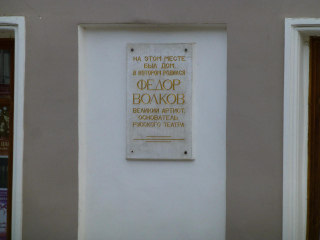 НА ЭТОМ МЕСТЕ
БЫЛ ДОМ,
В КОТОРОМ РОДИЛСЯ
ФЕДОР
ВОЛКОВ
ВЕЛИКИЙ АРТИСТ,
ОСНОВАТЕЛЬ
РУССКОГО ТЕАТРА